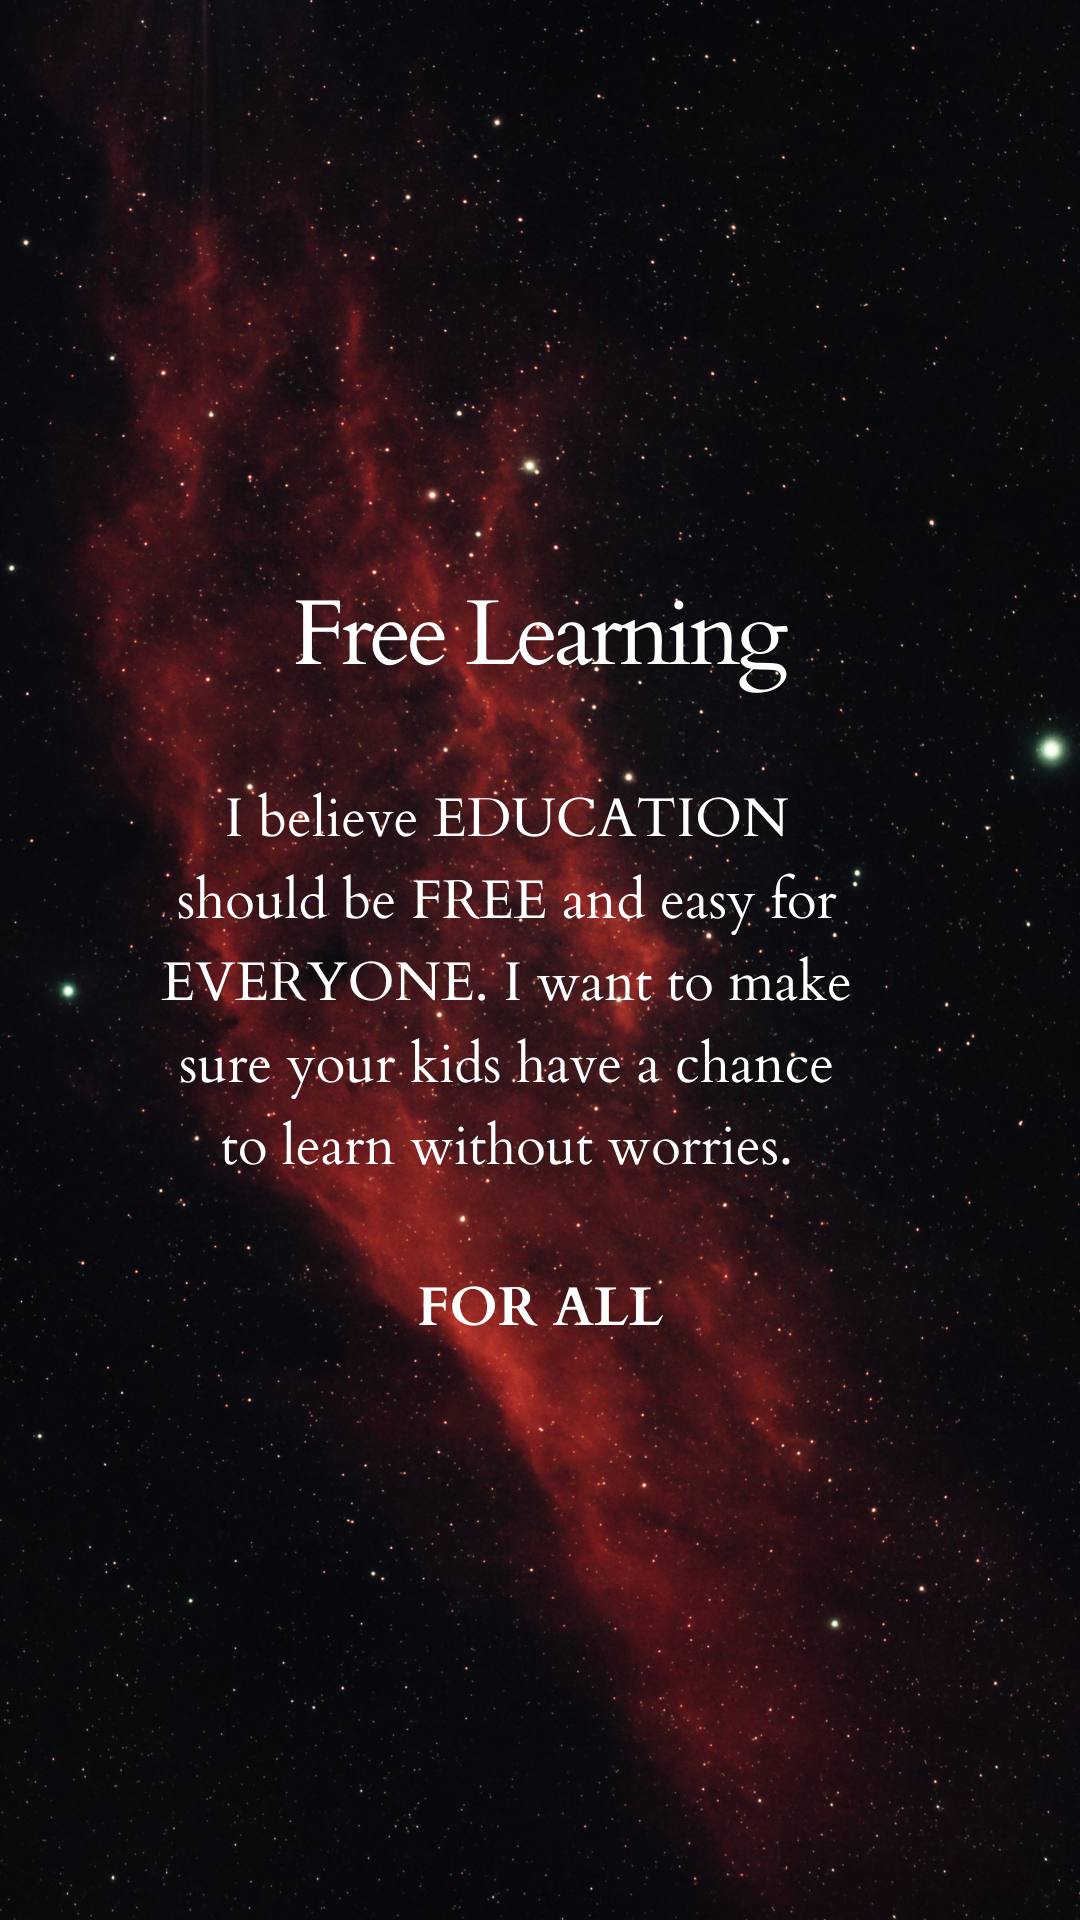 Free Learning
I believe EDUCATION
should be FREE and easy for
EVERYONE. I want to make
sure your kids have a chance
to learn without worries.
FOR ALL